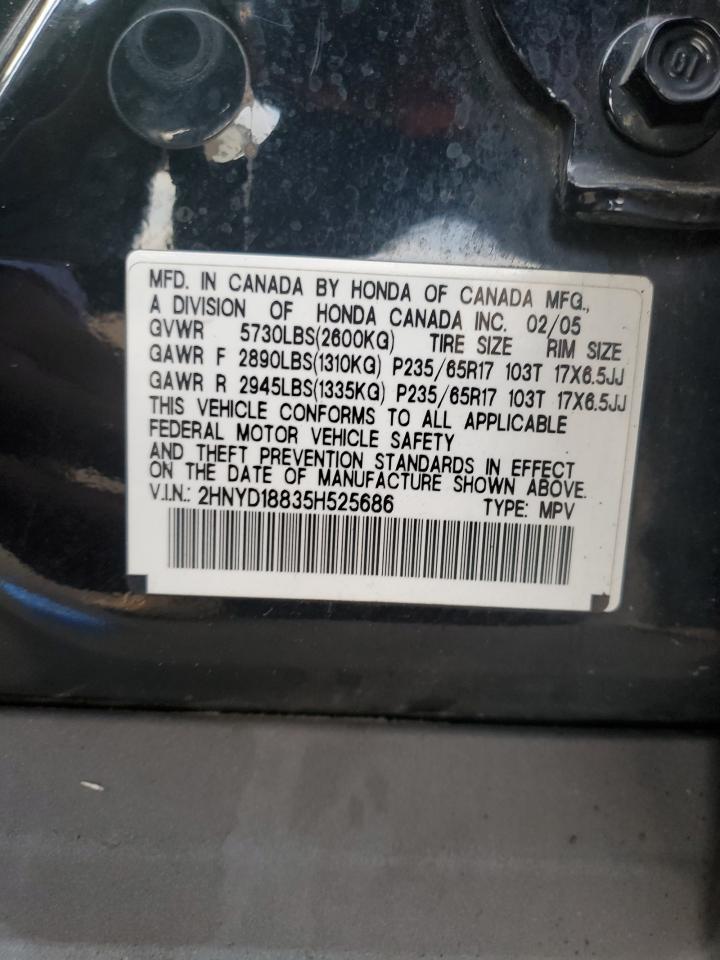 MFD. IN CANADA BY HONDA OF CANADA MFG.,
A DIVISION OF HONDA CANADA INC. 02/05
GVWR 5730LBS(2600KG) TIRE SIZE RIM SIZE
GAWR F 2890LBS(1310KG) P235/65R17 103T 17X6.5JJ
GAWR R 2945LBS(1335KG) P235/65R17 103T 17X6.5JJ
THIS VEHICLE CONFORMS TO ALL APPLICABLE
FEDERAL MOTOR VEHICLE SAFETY
AND THEFT PREVENTION STANDARDS IN EFFECT
ON THE DATE OF MANUFACTURE SHOWN ABOVE.
V.I.N.: 2HNYD18835H525686 TYPE: MPV